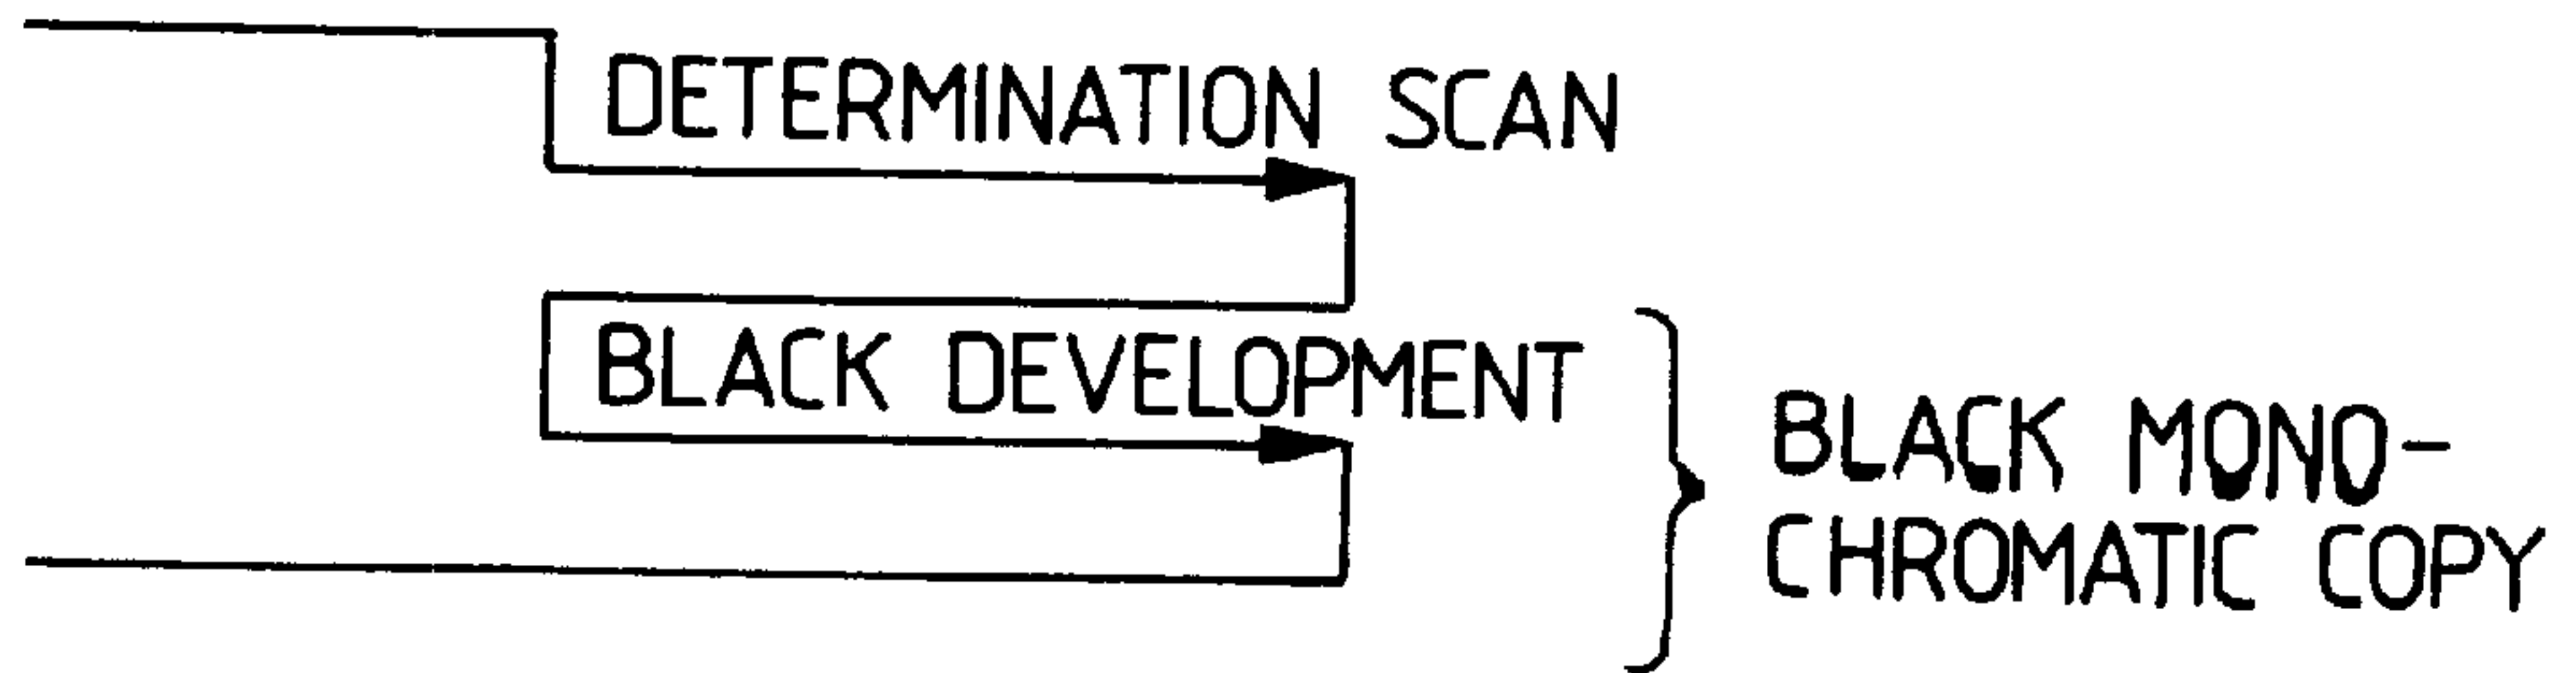 DETERMINATION SCAN
BLACK DEVELOPMENT
BLACK MONO-
CHROMATIC COPY